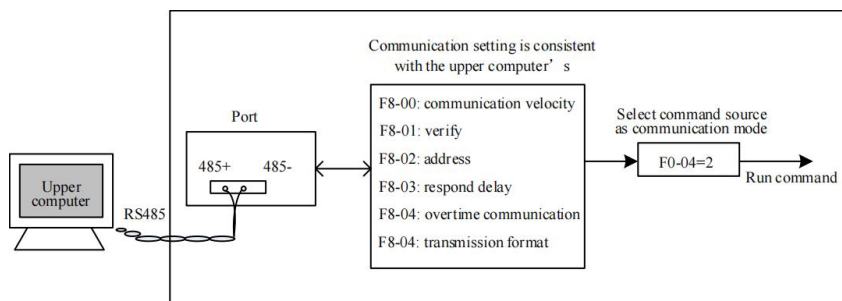 Communication setting is consistent
with the upper computer’s
Port
485+ 485-
F8-00: communication velocity
F8-01: verify
F8-02: address
F8-03: respond delay
F8-04: overtime communication
F8-04: transmission format
Select command source
as communication mode
F0-04=2
Run command
Upper
computer
RS485